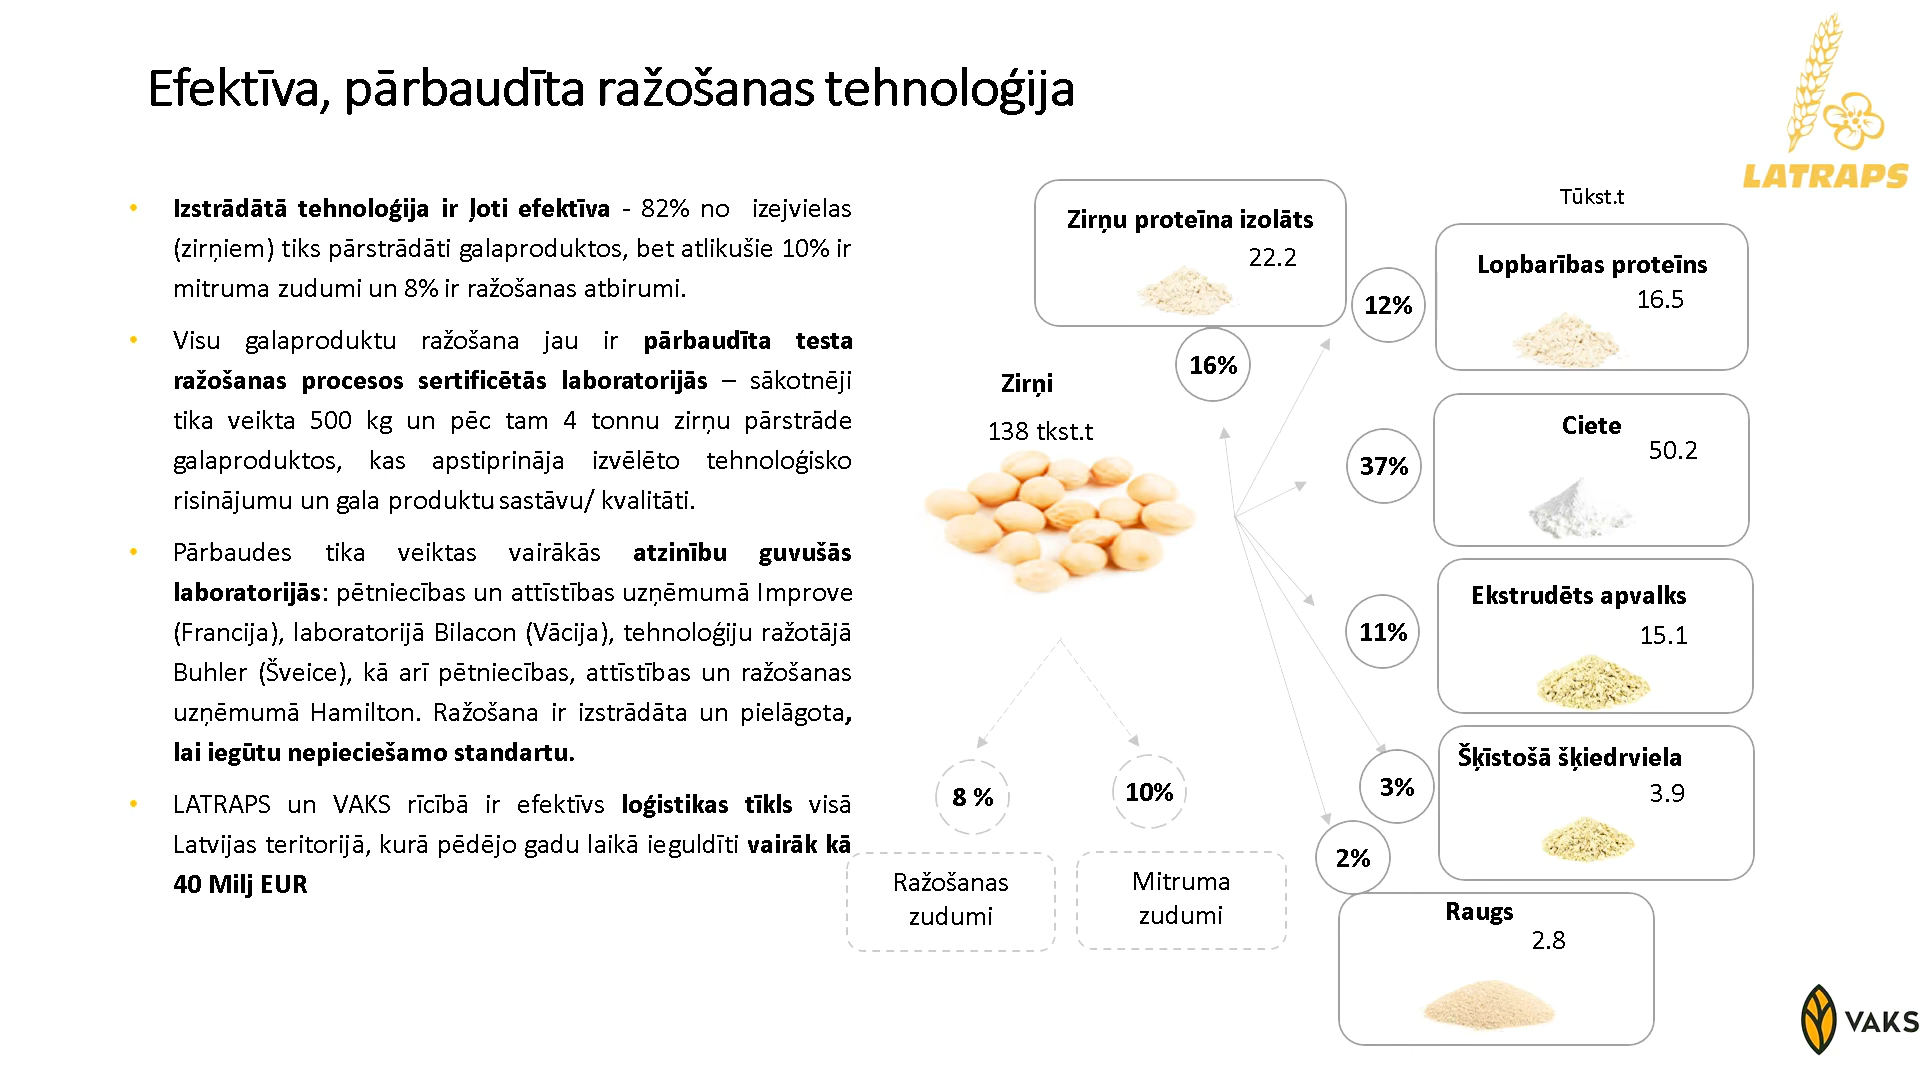 Efektīva, pārbaudīta ražošanas tehnoloģija
LATRAPS
• Izstrādātā tehnoloģija ir ļoti efektīva - 82% no izejvielas
(zirņiem) tiks pārstrādāti galaproduktos, bet atlikušie 10% ir
mitruma zudumi un 8% ir ražošanas atbirumi.
• Visu galaproduktu ražošana jau ir pārbaudīta testa
ražošanas procesos sertificētās laboratorijās – sākotnēji
tika veikta 500 kg un pēc tam 4 tonnu zirņu pārstrāde
galaproduktos, kas apstiprināja izvēlēto tehnoloģisko
risinājumu un gala produktu sastāvu/ kvalitāti.
• Pārbaudes tika veiktas vairākās atzinību guvušās
laboratorijās: pētniecības un attīstības uzņēmumā Improve
(Francija), laboratorijā Bilacon (Vācija), tehnoloģiju ražotājā
Buhler (Šveice), kā arī pētniecības, attīstības un ražošanas
uzņēmumā Hamilton. Ražošana ir izstrādāta un pielāgota,
lai iegūtu nepieciešamo standartu.
• LATRAPS un VAKS rīcībā ir efektīvs loģistikas tīkls visā
Latvijas teritorijā, kurā pēdējo gadu laikā ieguldīti vairāk kā
40 Milj EUR
Tūkst.t
Zirņu proteīna izolāts
22.2
16%
Zirņi
138 tkst.t
12%
Lopbarības proteīns
16.5
37%
Ciete
50.2
11%
Ekstrudēts apvalks
15.1
3%
Šķīstošā šķiedrviela
3.9
2%
Raugs
2.8
8 %
Ražošanas
zudumi
10%
Mitruma
zudumi
VAKS